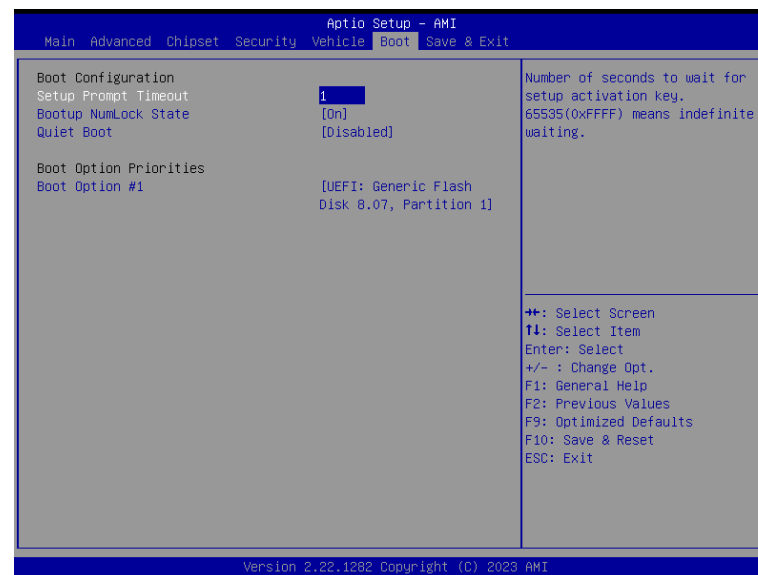 Aptio Setup – AMI
Main Advanced Chipset Security Vehicle Boot Save & Exit
Boot Configuration
Setup Prompt Timeout 1
Bootup NumLock State [On]
Quiet Boot [Disabled]
Boot Option Priorities
Boot Option #1 [UEFI: Generic Flash
Disk 8.07, Partition 1]
Number of seconds to wait for
setup activation key.
65535(0xFFFF) means indefinite
waiting.
→←: Select Screen
↑↓: Select Item
Enter: Select
+/- : Change Opt.
F1: General Help
F2: Previous Values
F9: Optimized Defaults
F10: Save & Reset
ESC: Exit
Version 2.22.1282 Copyright (C) 2023 AMI